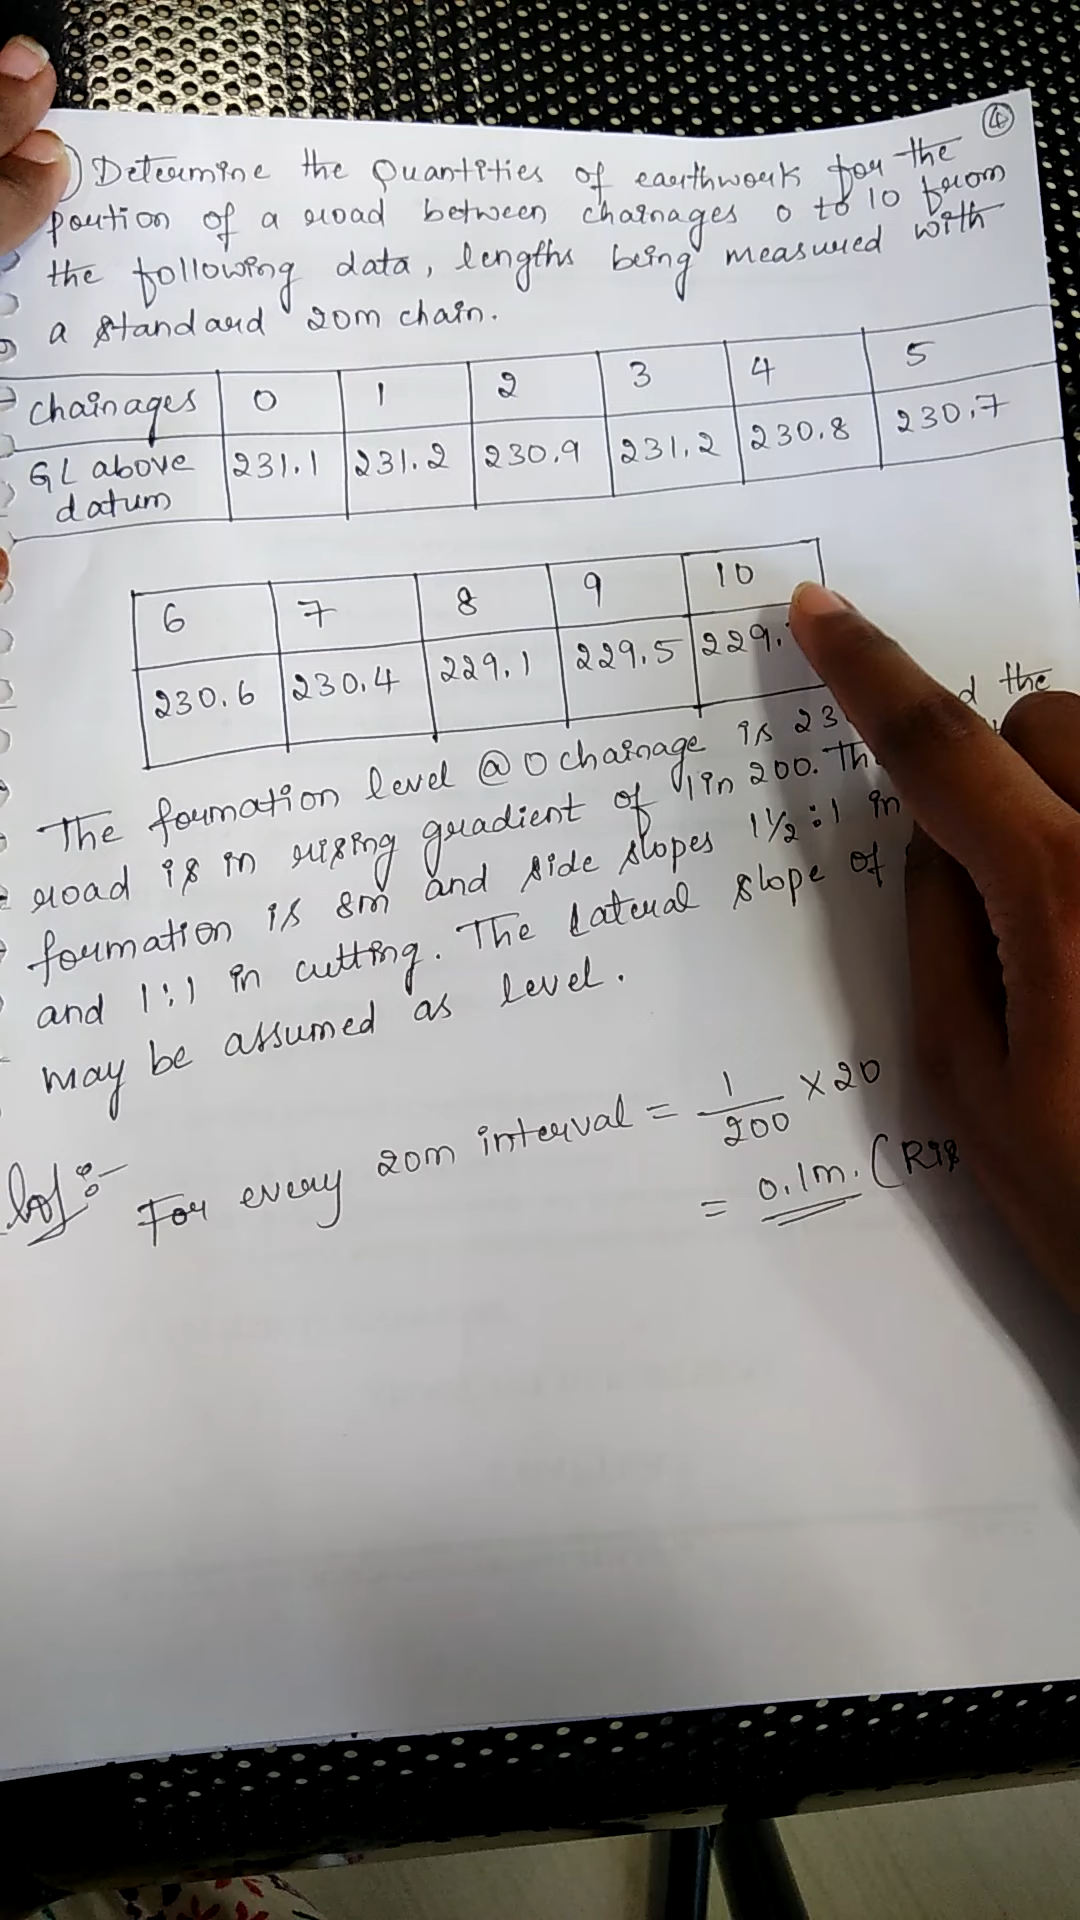 ④
Determine the Quantities of earthwork for the
portion of a road between chainages 0 to 10 from
the following data, lengths being measured with
a standard 20m chain.
chainages 0 1 2 3 4 5
GL above datum 231.1 231.2 230.9 231.2 230.8 230.7
6 7 8 9 10
230.6 230.4 229.1 229.5 229.
The formation level @ 0 chainage is 23 the
road is in rising gradient of 1 in 200. The
formation is 8m and side slopes 1½:1 in
and 1:1 in cutting. The lateral slope of
may be assumed as level.
Sol:- For every 20m interval = 1/200 × 20
= 0.1m. (Ris